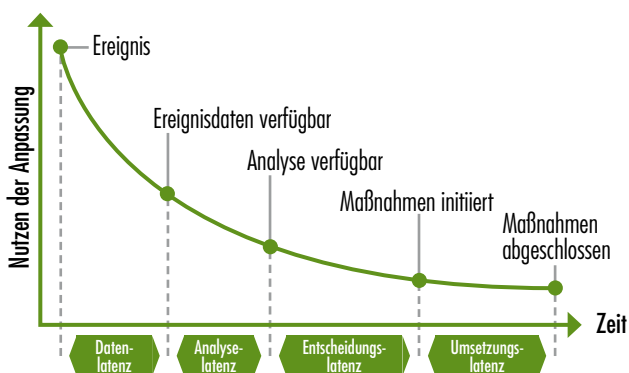 Nutzen der Anpassung
Ereignis
Ereignisdaten verfügbar
Analyse verfügbar
Maßnahmen initiiert
Maßnahmen
abgeschlossen
Zeit
Daten-
latenz
Analyse-
latenz
Entscheidungs-
latenz
Umsetzungs-
latenz